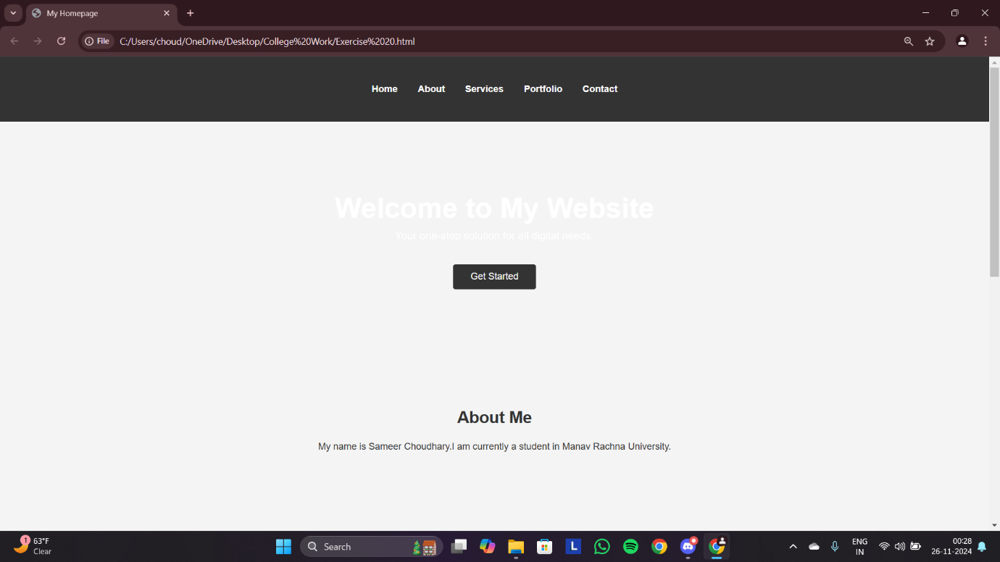 My Homepage
File C:/Users/choud/OneDrive/Desktop/College%20Work/Exercise%2020.html
Home About Services Portfolio Contact
Welcome to My Website
Your one-stop solution for all digital needs.
Get Started
About Me
My name is Sameer Choudhary.I am currently a student in Manav Rachna University.
1
63°F
Clear
Search
L
ENG
IN
00:28
26-11-2024